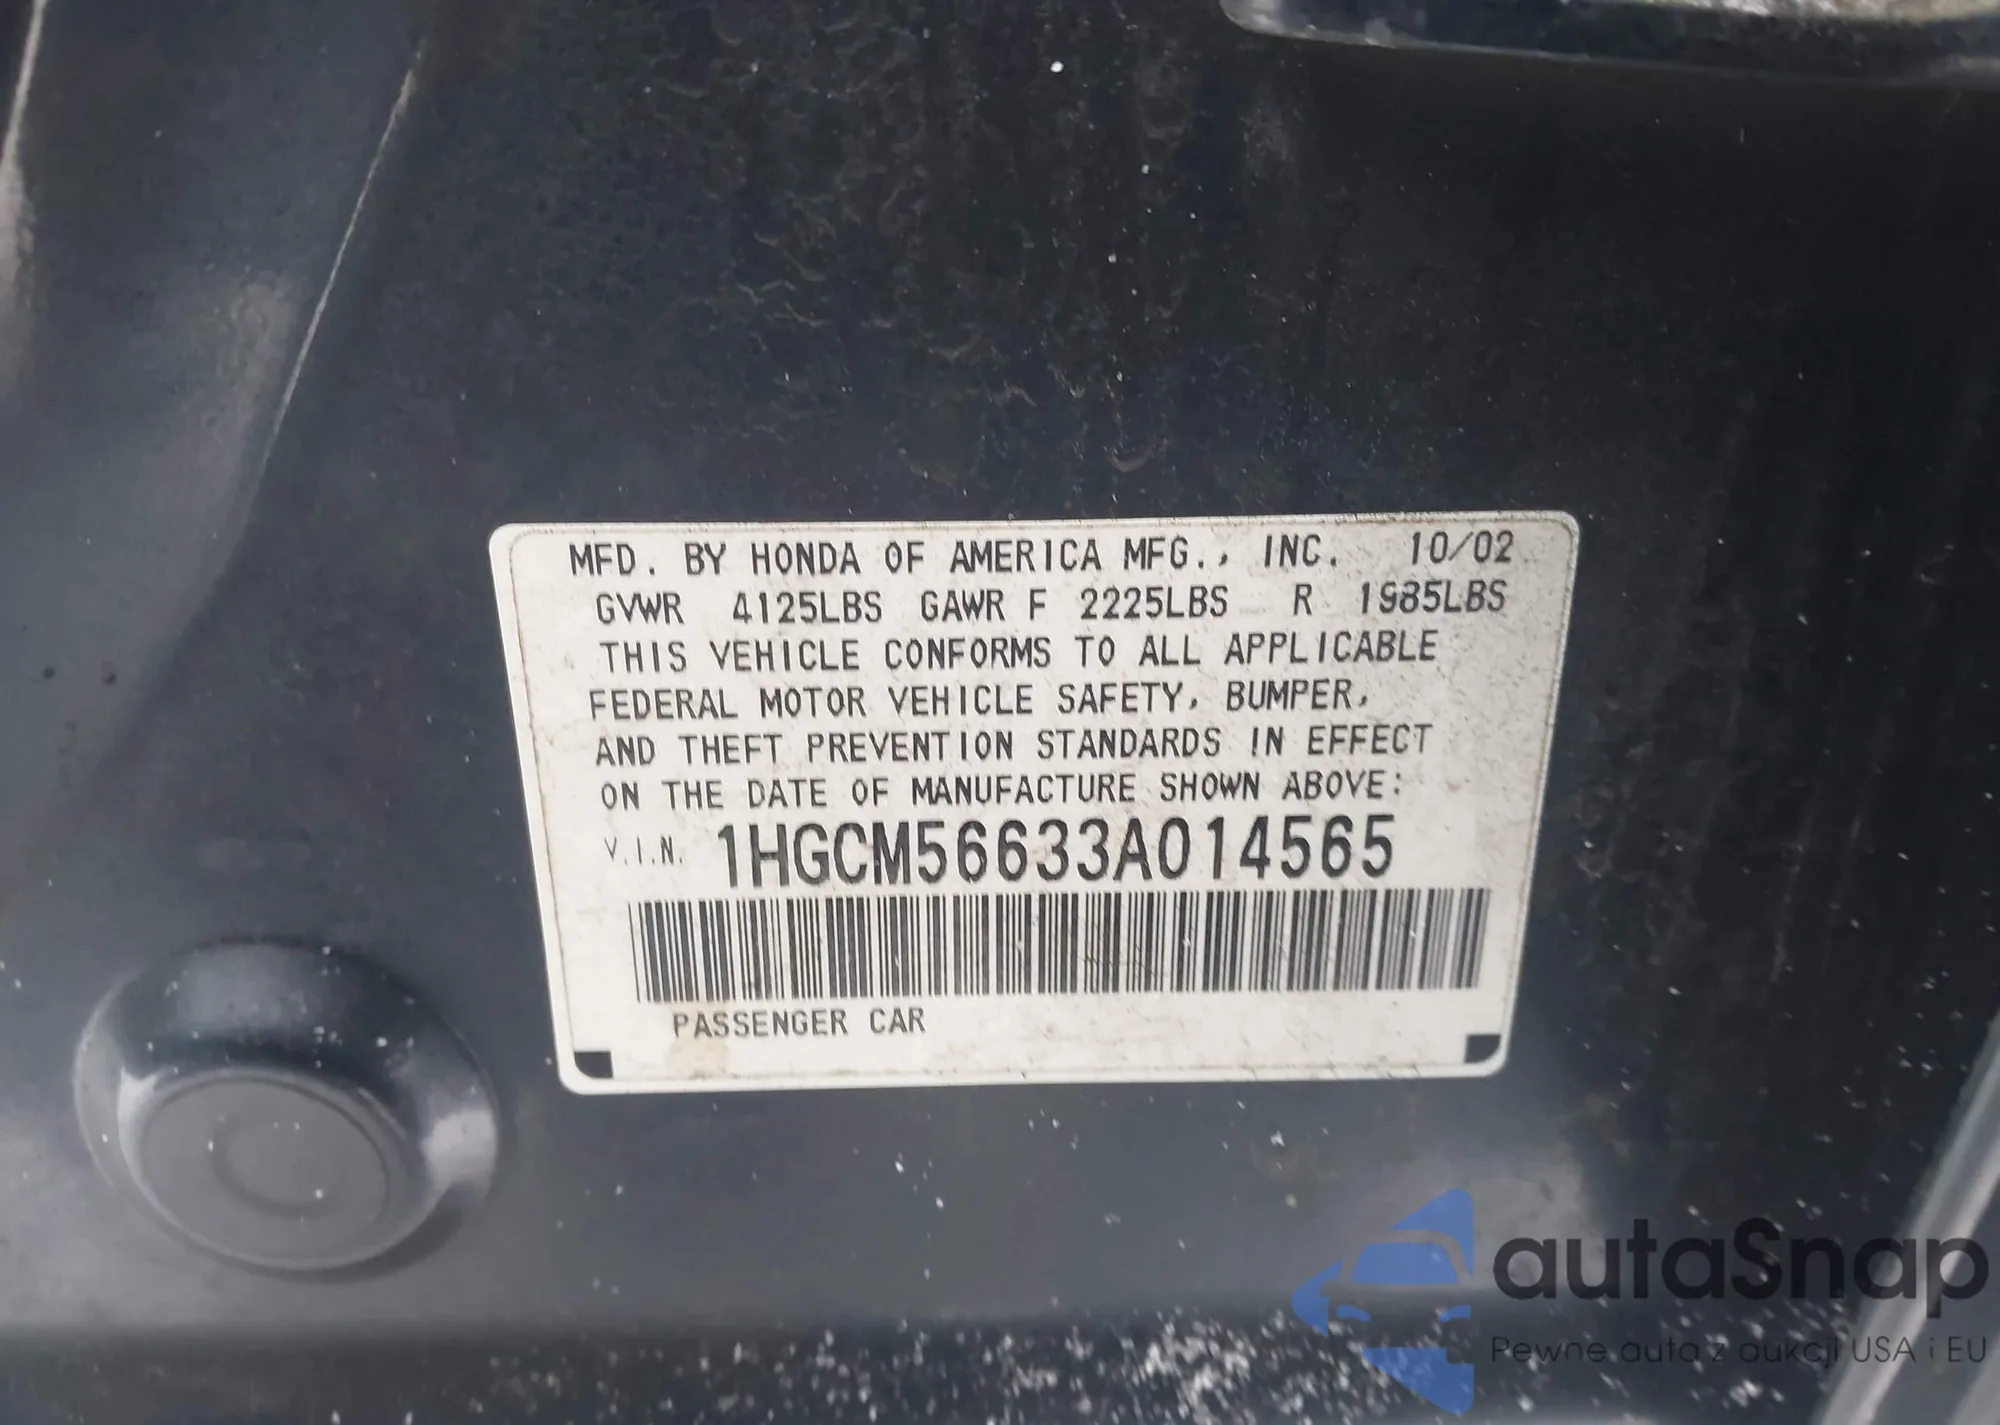 MFD. BY HONDA OF AMERICA MFG., INC. 10/02
GVWR 4125LBS GAWR F 2225LBS R 1985LBS
THIS VEHICLE CONFORMS TO ALL APPLICABLE
FEDERAL MOTOR VEHICLE SAFETY, BUMPER,
AND THEFT PREVENTION STANDARDS IN EFFECT
ON THE DATE OF MANUFACTURE SHOWN ABOVE:
V.I.N. 1HGCM56633A014565
PASSENGER CAR
autaSnap
Pewne auta z aukcji USA i EU